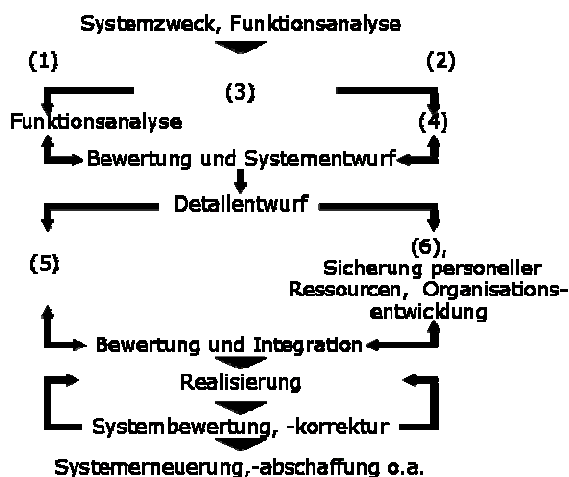 Systemzweck, Funktionsanalyse
(1)
(2)
(3)
Funktionsanalyse
(4)
Bewertung und Systementwurf
Detailentwurf
(5)
(6),
Sicherung personeller
Ressourcen, Organisations-
entwicklung
Bewertung und Integration
Realisierung
Systembewertung, -korrektur
Systemerneuerung,-abschaffung o.a.